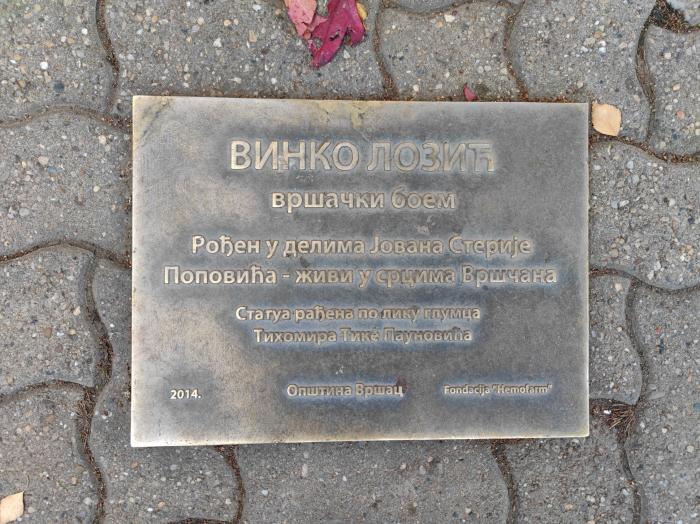 ВИНКО ЛОЗИЋ
вршачки боем
Рођен у делима Јована Стерије
Поповића - живи у срцима Вршчана
Статуа рађена по лику глумца
Тихомира Тике Пауновића
2014. Општина Вршац Fondacija "Hemofarm"